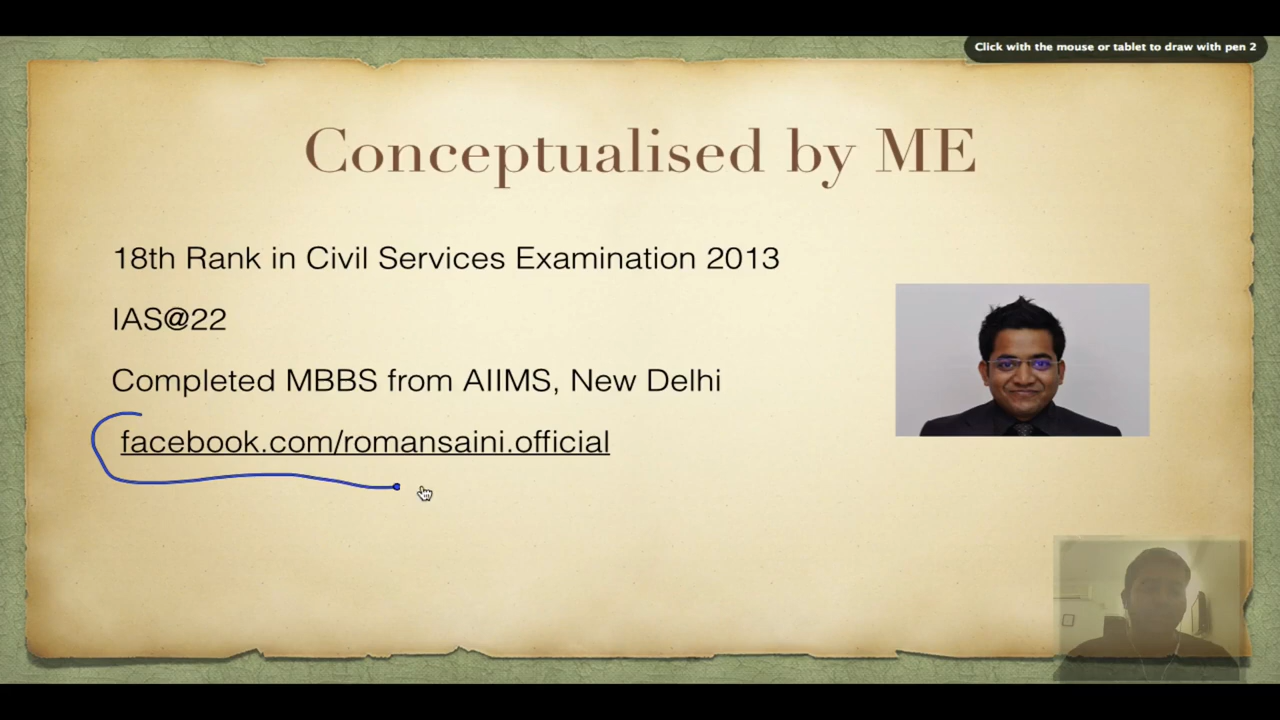 Click with the mouse or tablet to draw with pen 2
Conceptualised by ME
18th Rank in Civil Services Examination 2013
IAS@22
Completed MBBS from AIIMS, New Delhi
facebook.com/romansaini.official